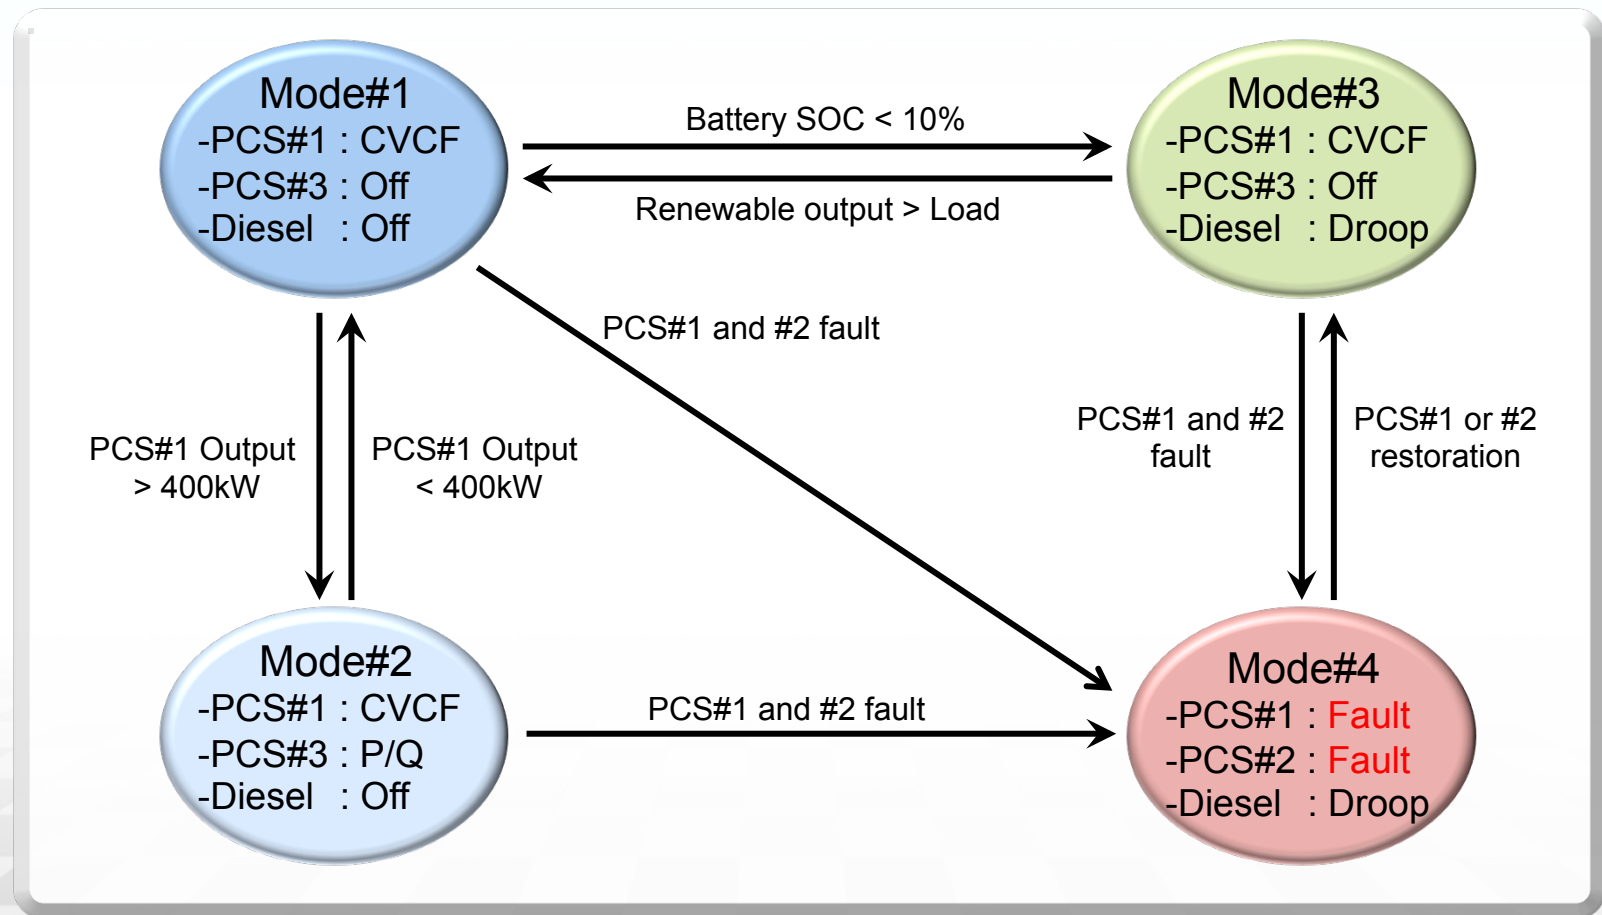 Mode#1
-PCS#1 : CVCF
-PCS#3 : Off
-Diesel : Off
Battery SOC < 10%
Renewable output > Load
Mode#3
-PCS#1 : CVCF
-PCS#3 : Off
-Diesel : Droop
PCS#1 and #2 fault
PCS#1 Output
> 400kW
PCS#1 Output
< 400kW
PCS#1 and #2
fault
PCS#1 or #2
restoration
Mode#2
-PCS#1 : CVCF
-PCS#3 : P/Q
-Diesel : Off
PCS#1 and #2 fault
Mode#4
-PCS#1 : Fault
-PCS#2 : Fault
-Diesel : Droop